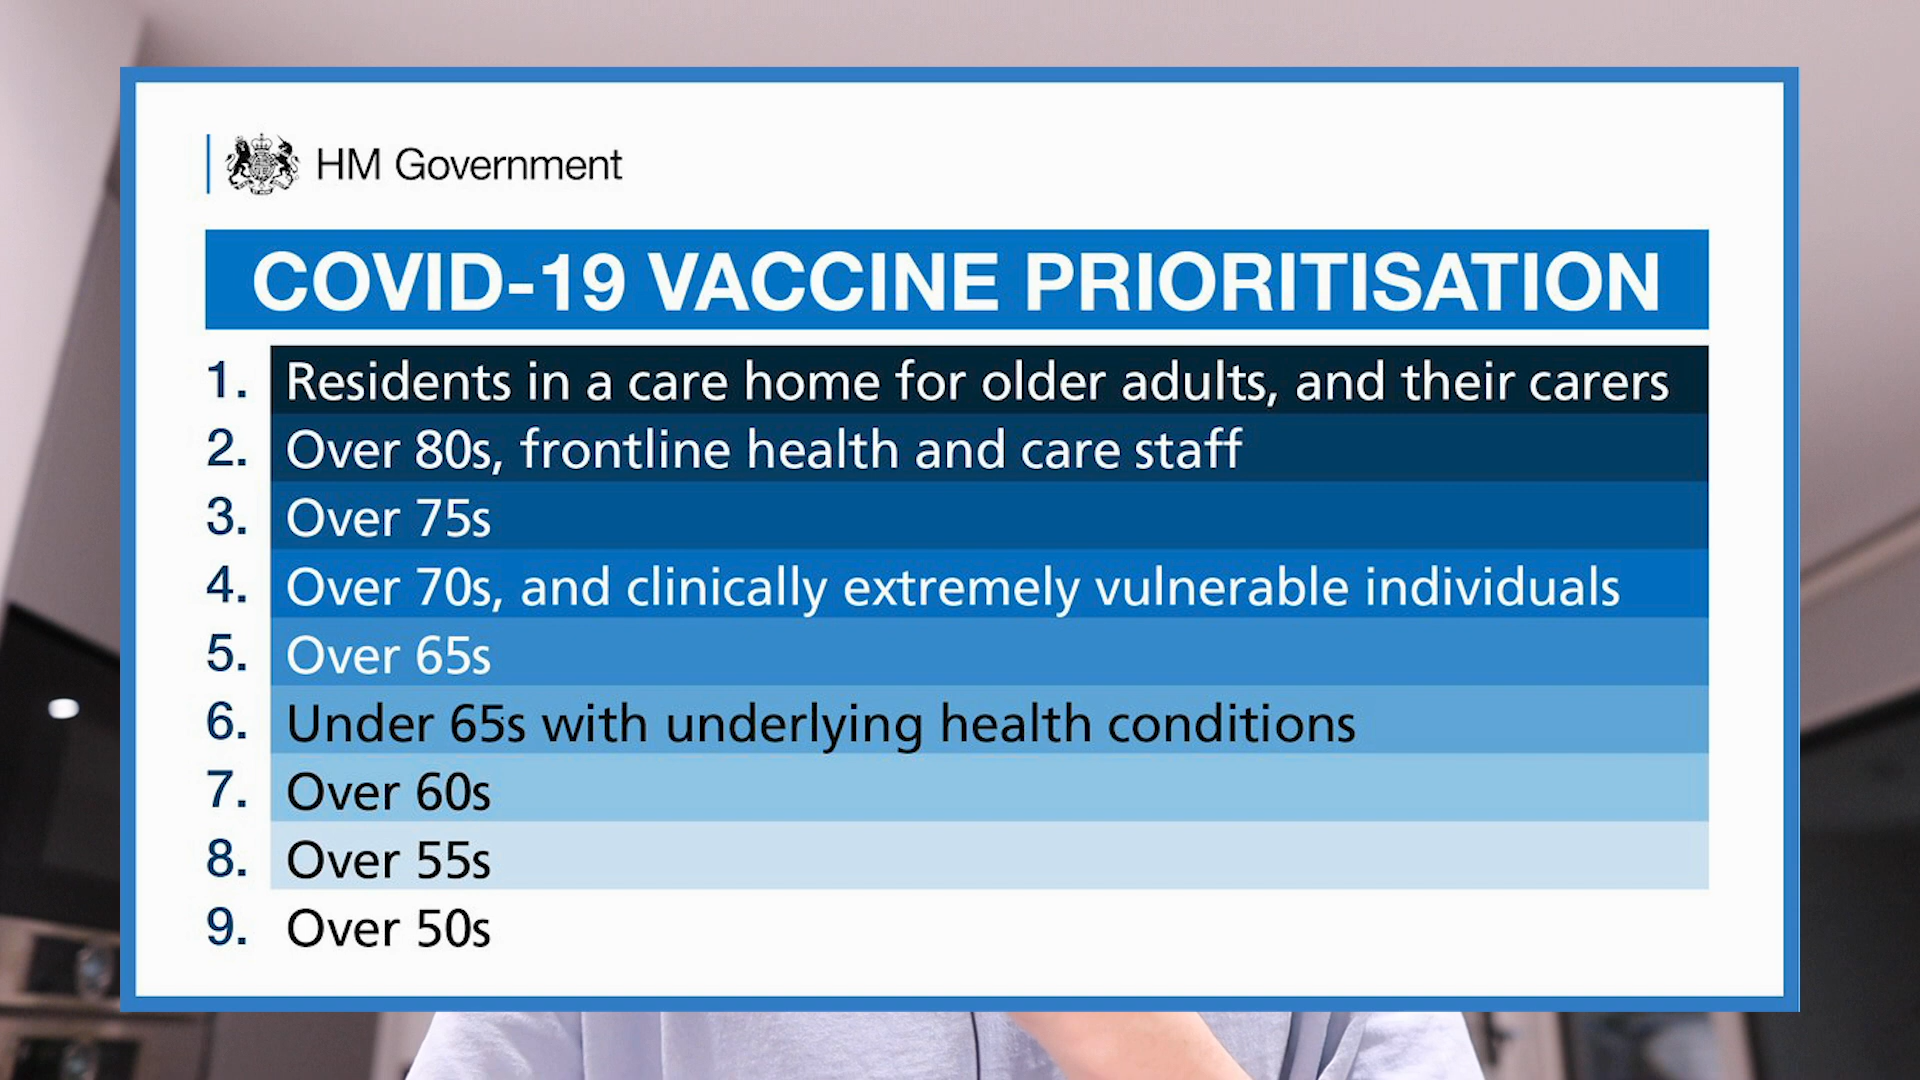 HM Government
COVID-19 VACCINE PRIORITISATION
1. Residents in a care home for older adults, and their carers
2. Over 80s, frontline health and care staff
3. Over 75s
4. Over 70s, and clinically extremely vulnerable individuals
5. Over 65s
6. Under 65s with underlying health conditions
7. Over 60s
8. Over 55s
9. Over 50s